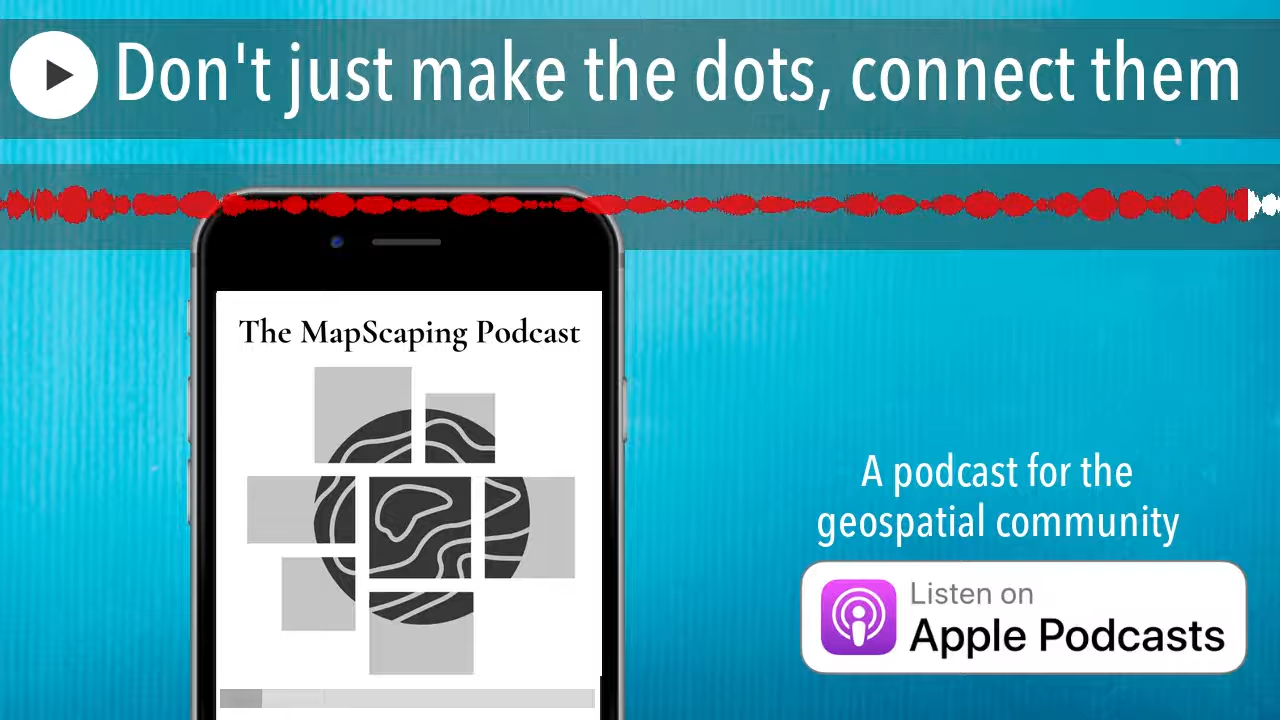 Don't just make the dots, connect them
The MapScaping Podcast
A podcast for the
geospatial community
Listen on
Apple Podcasts